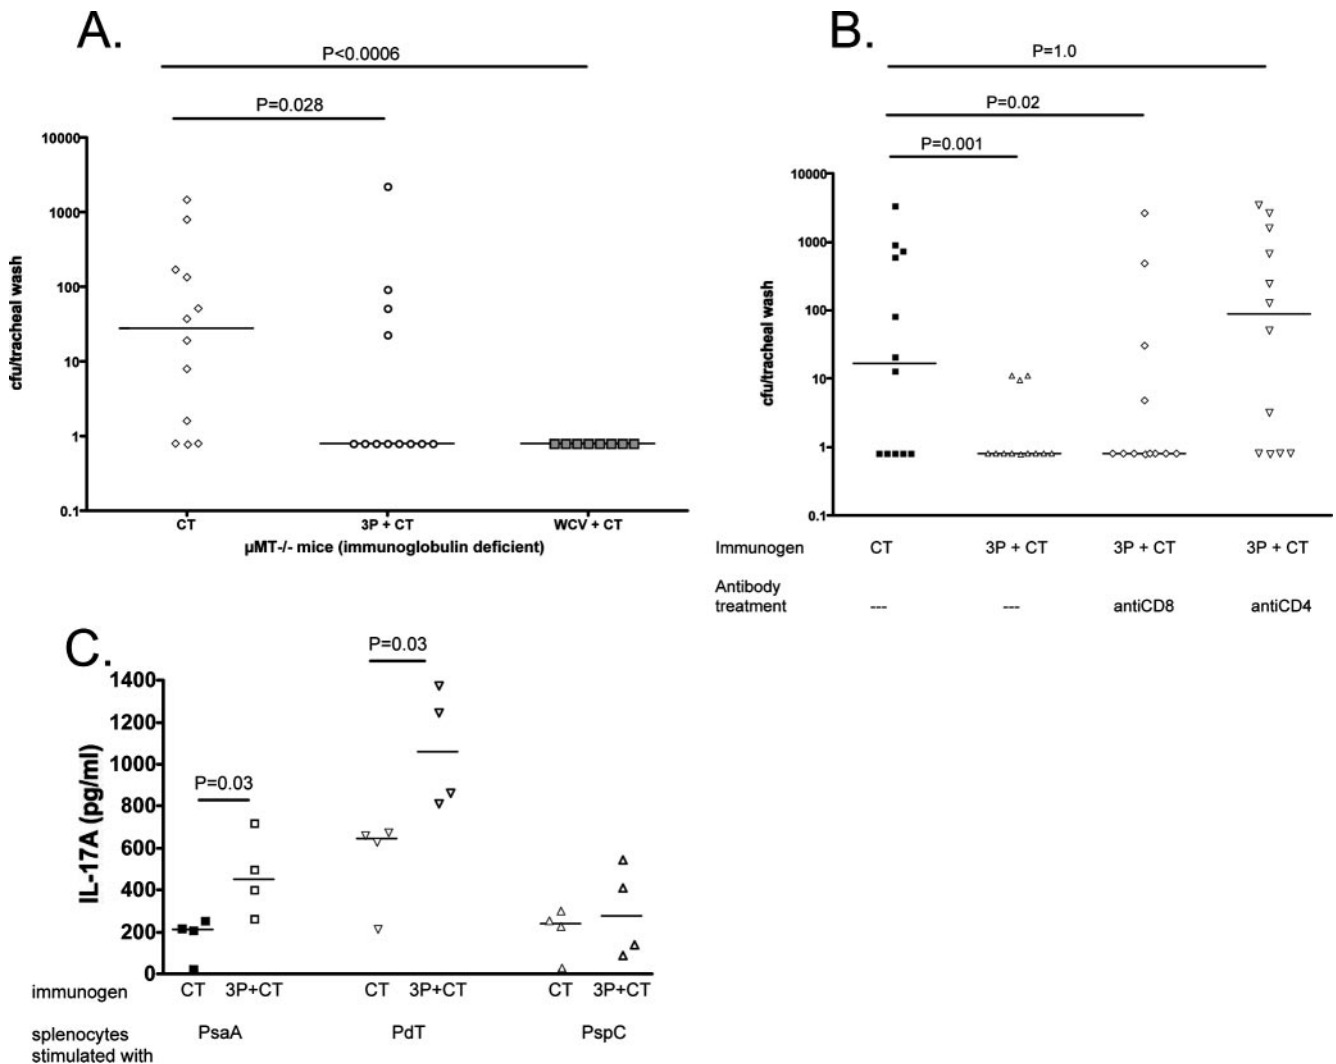 A.
P<0.0006
P=0.028
10000
1000
100
10
1
0.1
cfu/tracheal wash
CT 3P + CT WCV + CT
µMT-/- mice (immunoglobulin deficient)
B.
P=1.0
P=0.02
P=0.001
10000
1000
100
10
1
0.1
cfu/tracheal wash
Immunogen CT 3P + CT 3P + CT 3P + CT
Antibody
treatment --- --- antiCD8 antiCD4
C.
P=0.03
P=0.03
1400
1200
1000
800
600
400
200
0
IL-17A (pg/ml)
immunogen CT 3P+CT CT 3P+CT CT 3P+CT
splenocytes PsaA PdT PspC
stimulated with